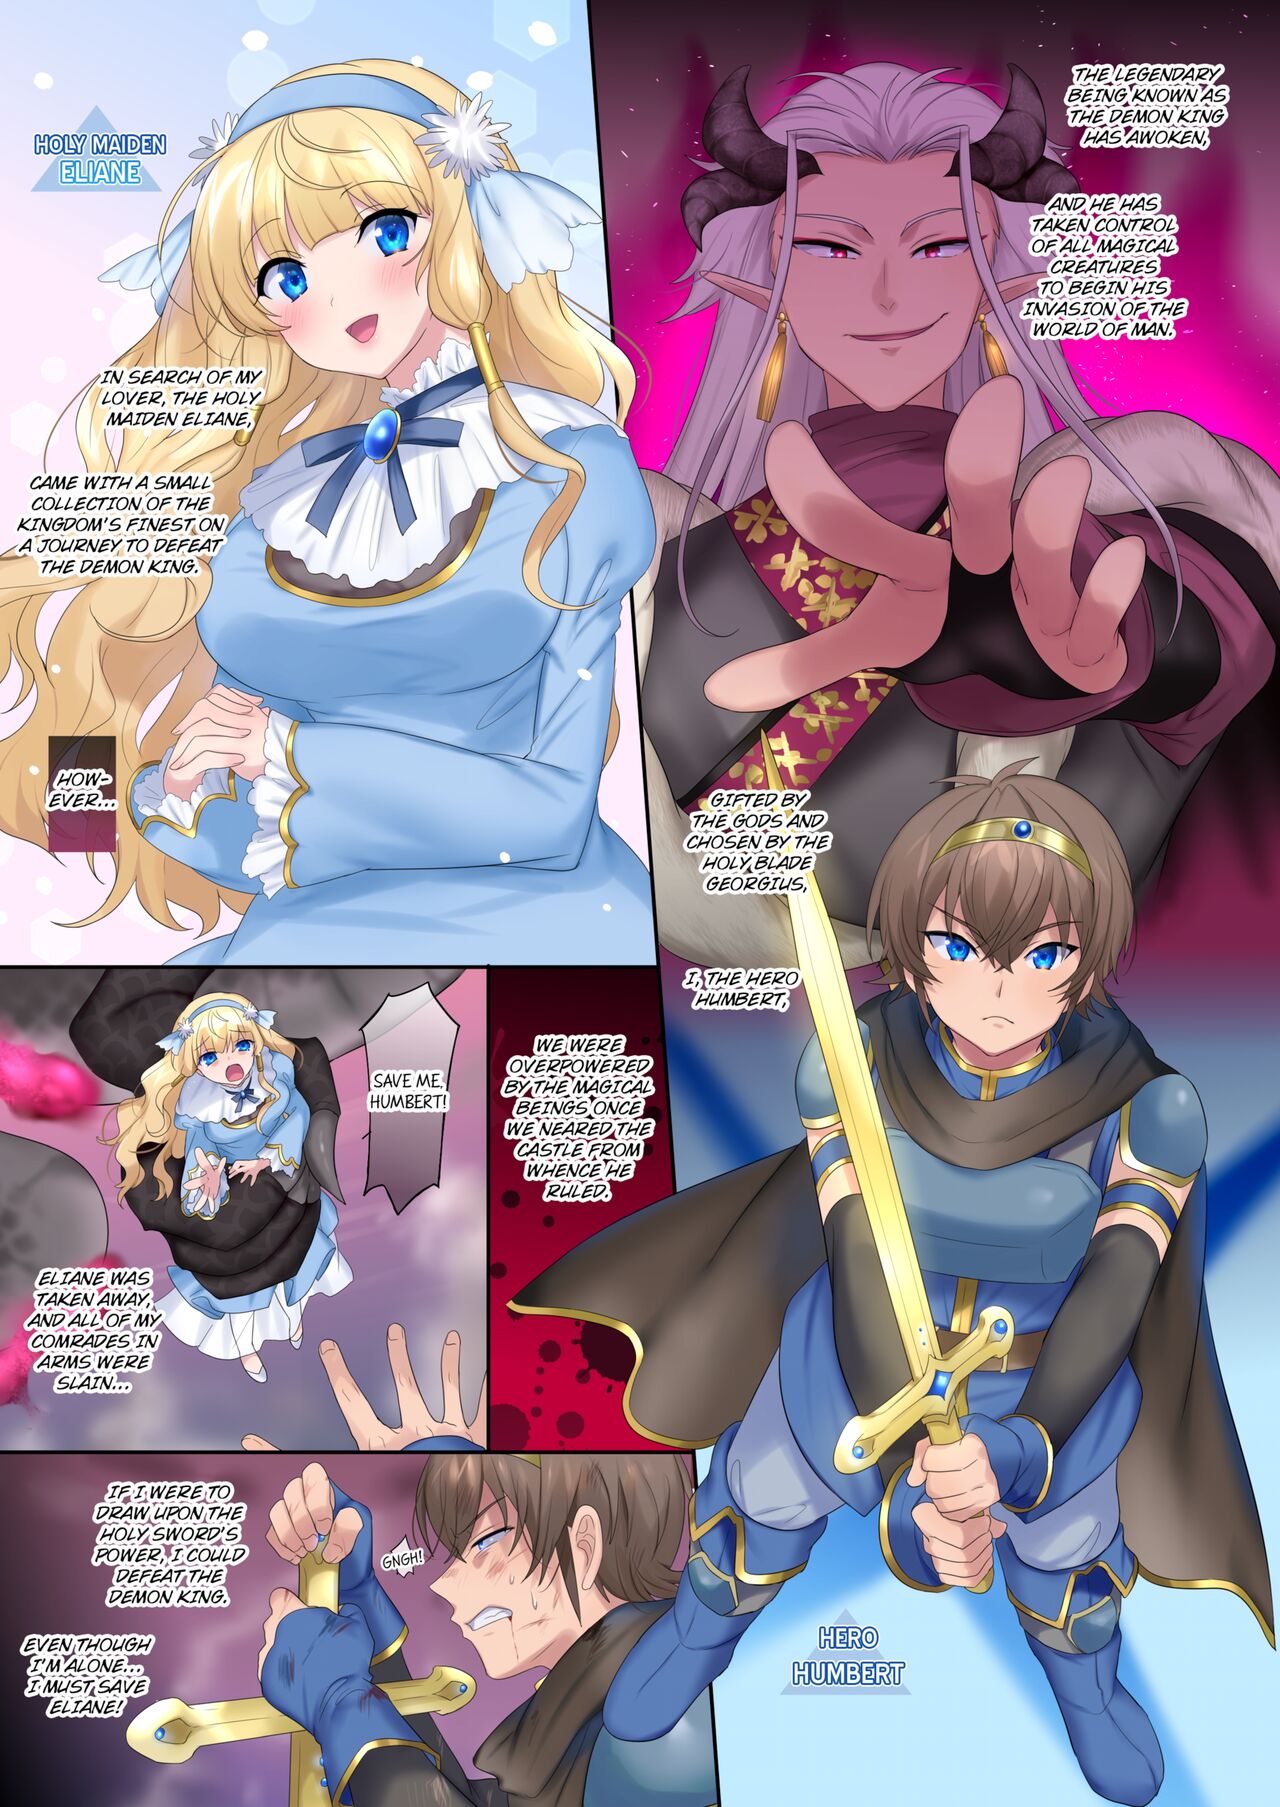 THE LEGENDARY
BEING KNOWN AS
THE DEMON KING
HAS AWOKEN,
AND HE HAS
TAKEN CONTROL
OF ALL MAGICAL
CREATURES
TO BEGIN HIS
INVASION OF THE
WORLD OF MAN.
GIFTED BY
THE GODS AND
CHOSEN BY THE
HOLY BLADE
GEORGIUS,
I, THE HERO
HUMBERT,
HERO
HUMBERT
HOLY MAIDEN
ELIANE
IN SEARCH OF MY
LOVER, THE HOLY
MAIDEN ELIANE,
CAME WITH A SMALL
COLLECTION OF THE
KINGDOM'S FINEST ON
A JOURNEY TO DEFEAT
THE DEMON KING.
HOW-
EVER...
WE WERE
OVERPOWERED
BY THE MAGICAL
BEINGS ONCE
WE NEARED THE
CASTLE FROM
WHENCE HE
RULED.
SAVE ME,
HUMBERT!
ELIANE WAS
TAKEN AWAY,
AND ALL OF MY
COMRADES IN
ARMS WERE
SLAIN...
IF I WERE TO
DRAW UPON THE
HOLY SWORD'S
POWER, I COULD
DEFEAT THE
DEMON KING.
GNGH!
EVEN THOUGH
I'M ALONE...
I MUST SAVE
ELIANE!